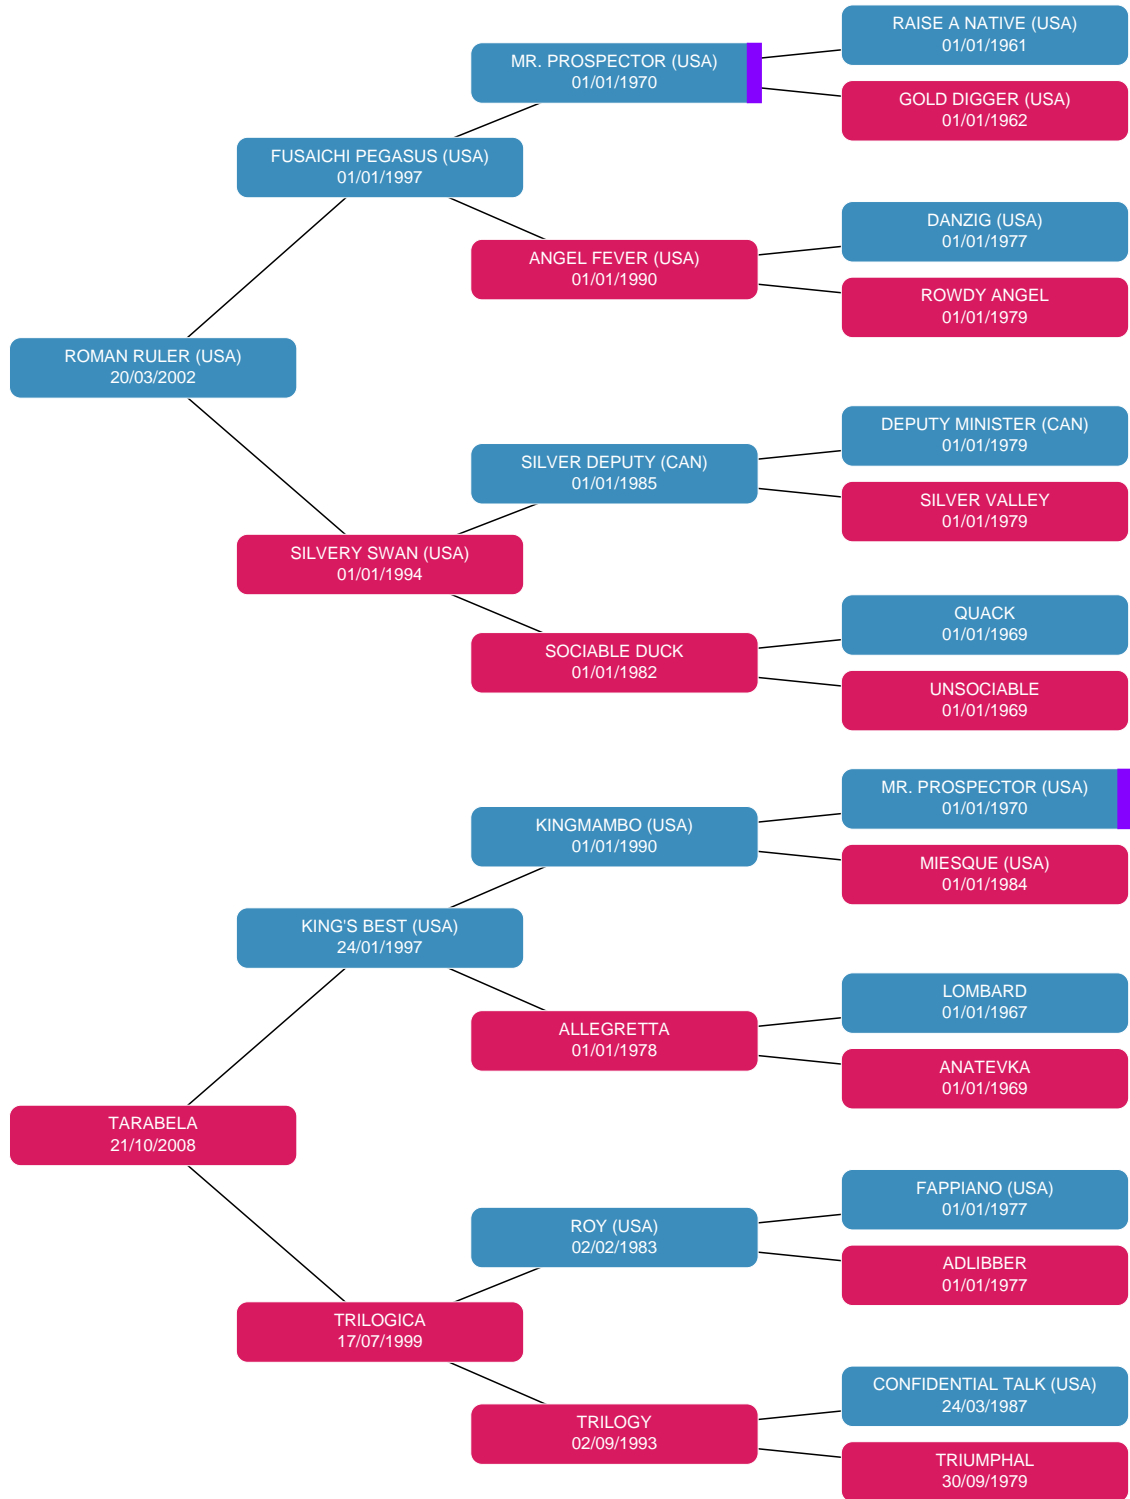 RAISE A NATIVE (USA)
01/01/1961
MR. PROSPECTOR (USA)
01/01/1970
GOLD DIGGER (USA)
01/01/1962
FUSAICHI PEGASUS (USA)
01/01/1997
DANZIG (USA)
01/01/1977
ANGEL FEVER (USA)
01/01/1990
ROWDY ANGEL
01/01/1979
ROMAN RULER (USA)
20/03/2002
DEPUTY MINISTER (CAN)
01/01/1979
SILVER DEPUTY (CAN)
01/01/1985
SILVER VALLEY
01/01/1979
SILVERY SWAN (USA)
01/01/1994
QUACK
01/01/1969
SOCIABLE DUCK
01/01/1982
UNSOCIABLE
01/01/1969
MR. PROSPECTOR (USA)
01/01/1970
KINGMAMBO (USA)
01/01/1990
MIESQUE (USA)
01/01/1984
KING'S BEST (USA)
24/01/1997
LOMBARD
01/01/1967
ALLEGRETTA
01/01/1978
ANATEVKA
01/01/1969
TARABELA
21/10/2008
FAPPIANO (USA)
01/01/1977
ROY (USA)
02/02/1983
ADLIBBER
01/01/1977
TRILOGICA
17/07/1999
CONFIDENTIAL TALK (USA)
24/03/1987
TRILOGY
02/09/1993
TRIUMPHAL
30/09/1979